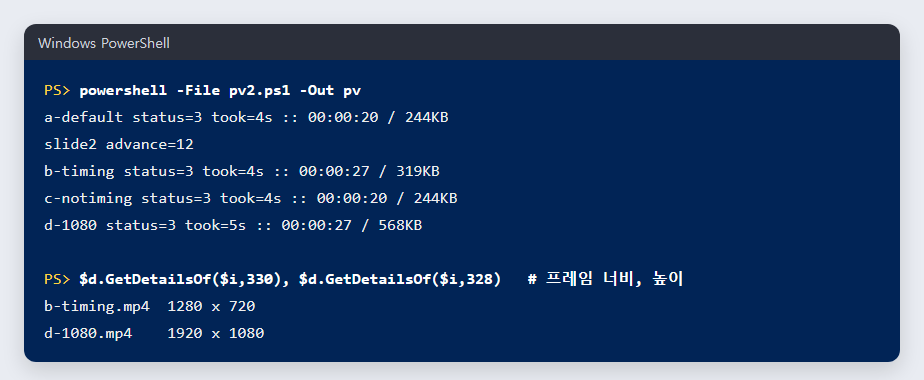 Windows PowerShell
PS> powershell -File pv2.ps1 -Out pv
a-default status=3 took=4s :: 00:00:20 / 244KB
slide2 advance=12
b-timing status=3 took=4s :: 00:00:27 / 319KB
c-notiming status=3 took=4s :: 00:00:20 / 244KB
d-1080 status=3 took=5s :: 00:00:27 / 568KB
PS> $d.GetDetailsOf($i,330), $d.GetDetailsOf($i,328)   # 프레임 너비, 높이
b-timing.mp4  1280 x 720
d-1080.mp4    1920 x 1080